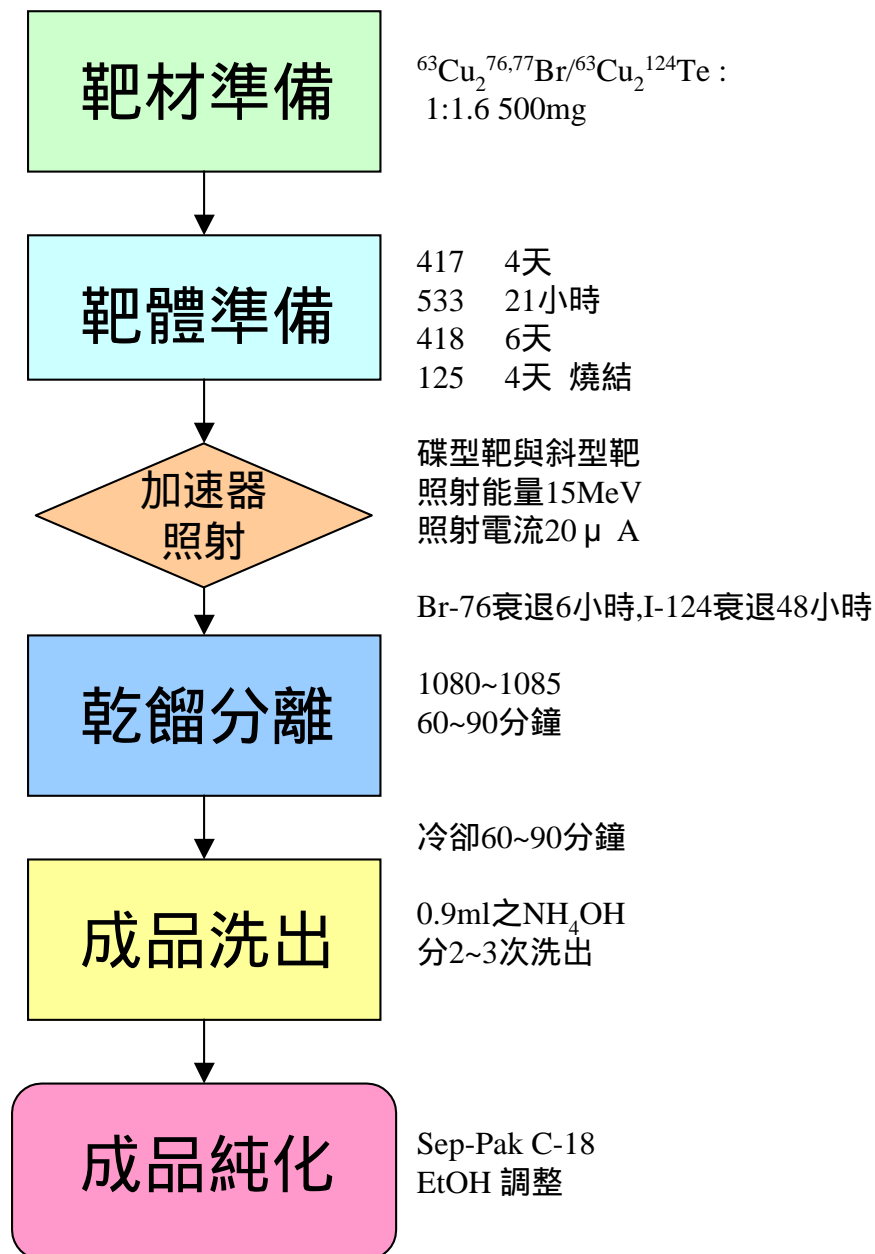 靶材準備
⁶³Cu₂⁷⁶,⁷⁷Br/⁶³Cu₂¹²⁴Te :
1:1.6 500mg
靶體準備
417 4天
533 21小時
418 6天
125 4天 燒結
加速器
照射
碟型靶與斜型靶
照射能量15MeV
照射電流20 μ A
Br-76衰退6小時,I-124衰退48小時
乾餾分離
1080~1085
60~90分鐘
冷卻60~90分鐘
成品洗出
0.9ml之NH₄OH
分2~3次洗出
成品純化
Sep-Pak C-18
EtOH 調整